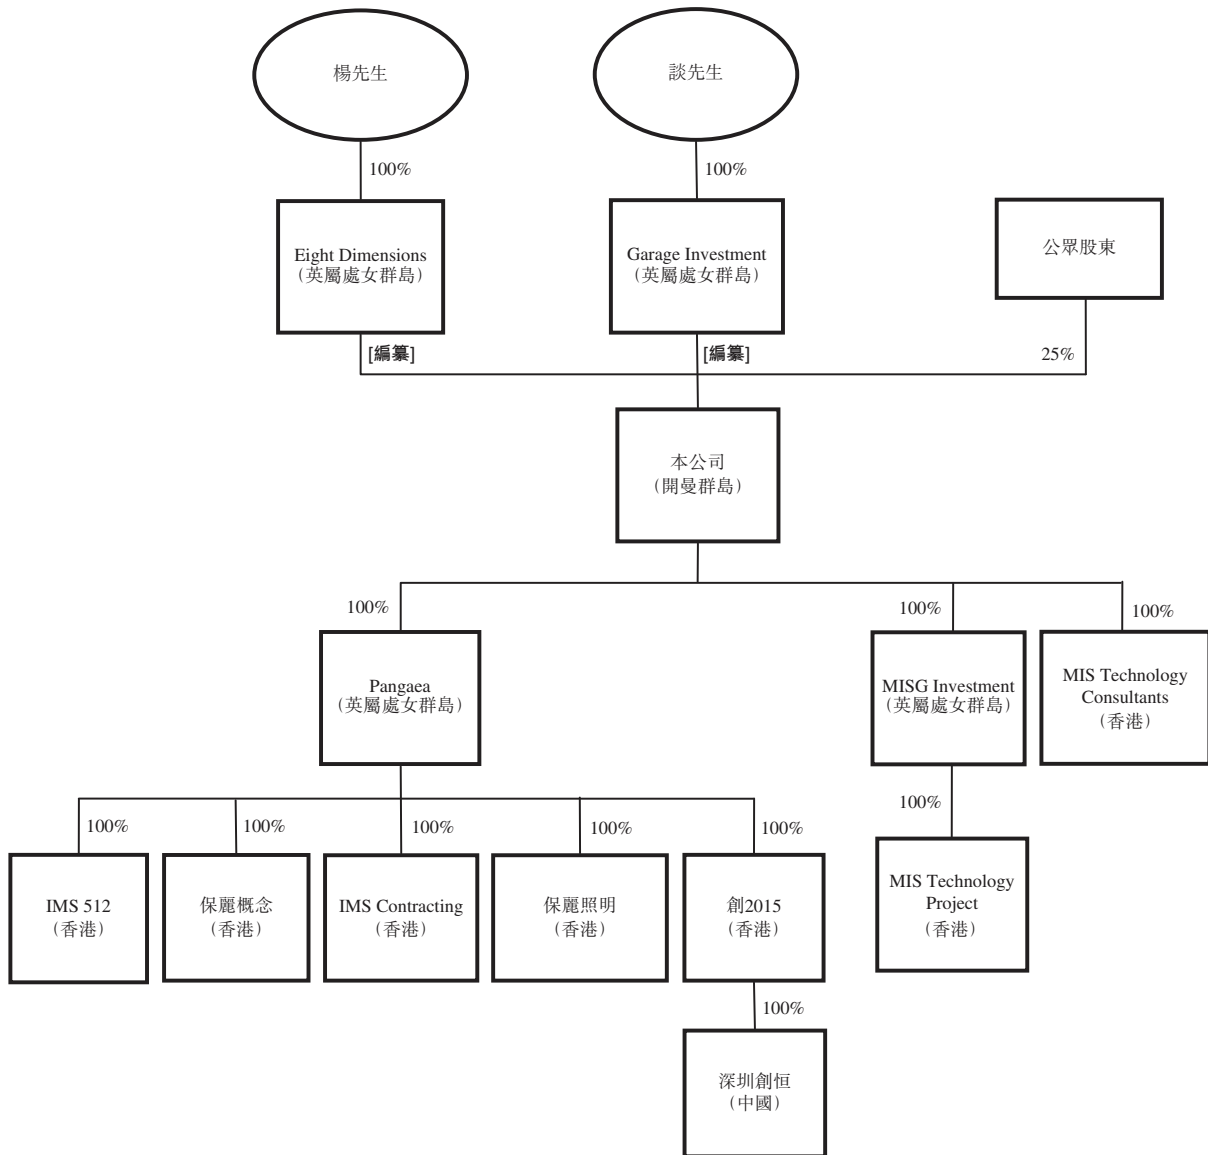 楊先生
談先生
100%
100%
Eight Dimensions
(英屬處女群島)
Garage Investment
(英屬處女群島)
公眾股東
[編纂]
[編纂]
25%
本公司
(開曼群島)
100%
100%
100%
Pangaea
(英屬處女群島)
MISG Investment
(英屬處女群島)
MIS Technology
Consultants
(香港)
100%
100%
100%
100%
100%
100%
IMS 512
(香港)
保麗概念
(香港)
IMS Contracting
(香港)
保麗照明
(香港)
創2015
(香港)
MIS Technology
Project
(香港)
100%
深圳創恒
(中國)